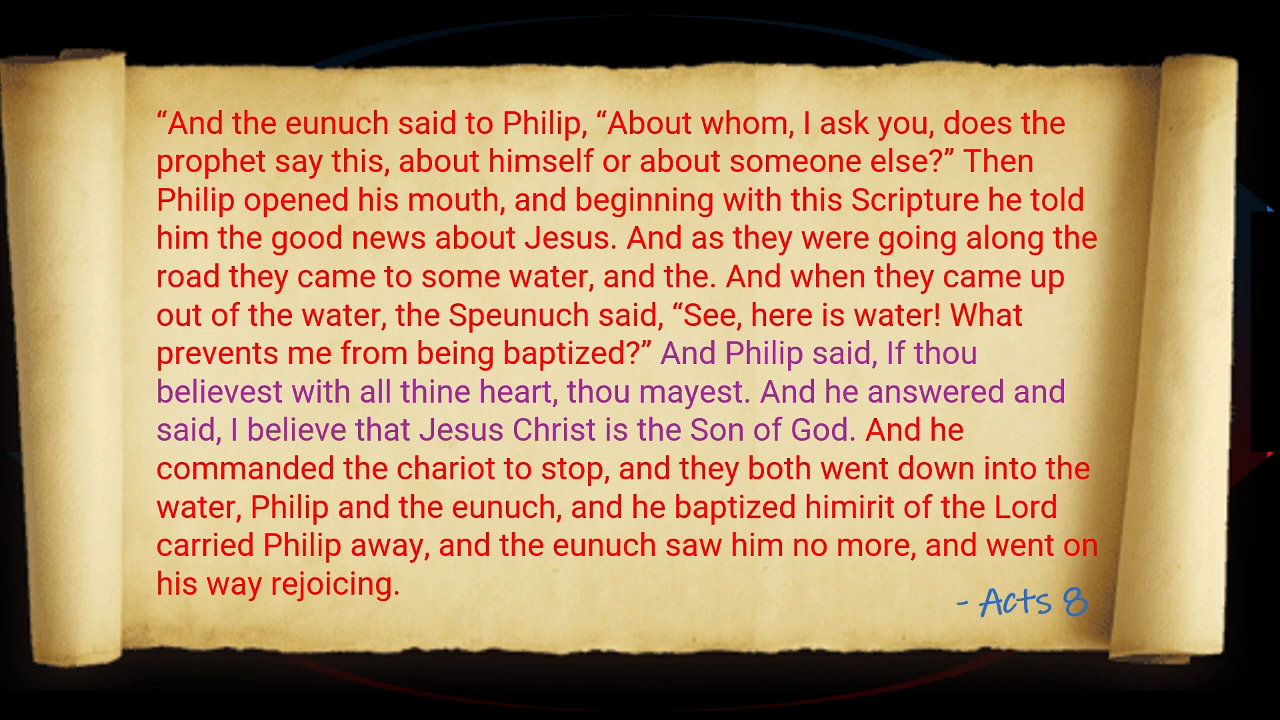 “And the eunuch said to Philip, “About whom, I ask you, does the
prophet say this, about himself or about someone else?” Then
Philip opened his mouth, and beginning with this Scripture he told
him the good news about Jesus. And as they were going along the
road they came to some water, and the. And when they came up
out of the water, the Speunuch said, “See, here is water! What
prevents me from being baptized?” And Philip said, If thou
believest with all thine heart, thou mayest. And he answered and
said, I believe that Jesus Christ is the Son of God. And he
commanded the chariot to stop, and they both went down into the
water, Philip and the eunuch, and he baptized himirit of the Lord
carried Philip away, and the eunuch saw him no more, and went on
his way rejoicing.
- Acts 8